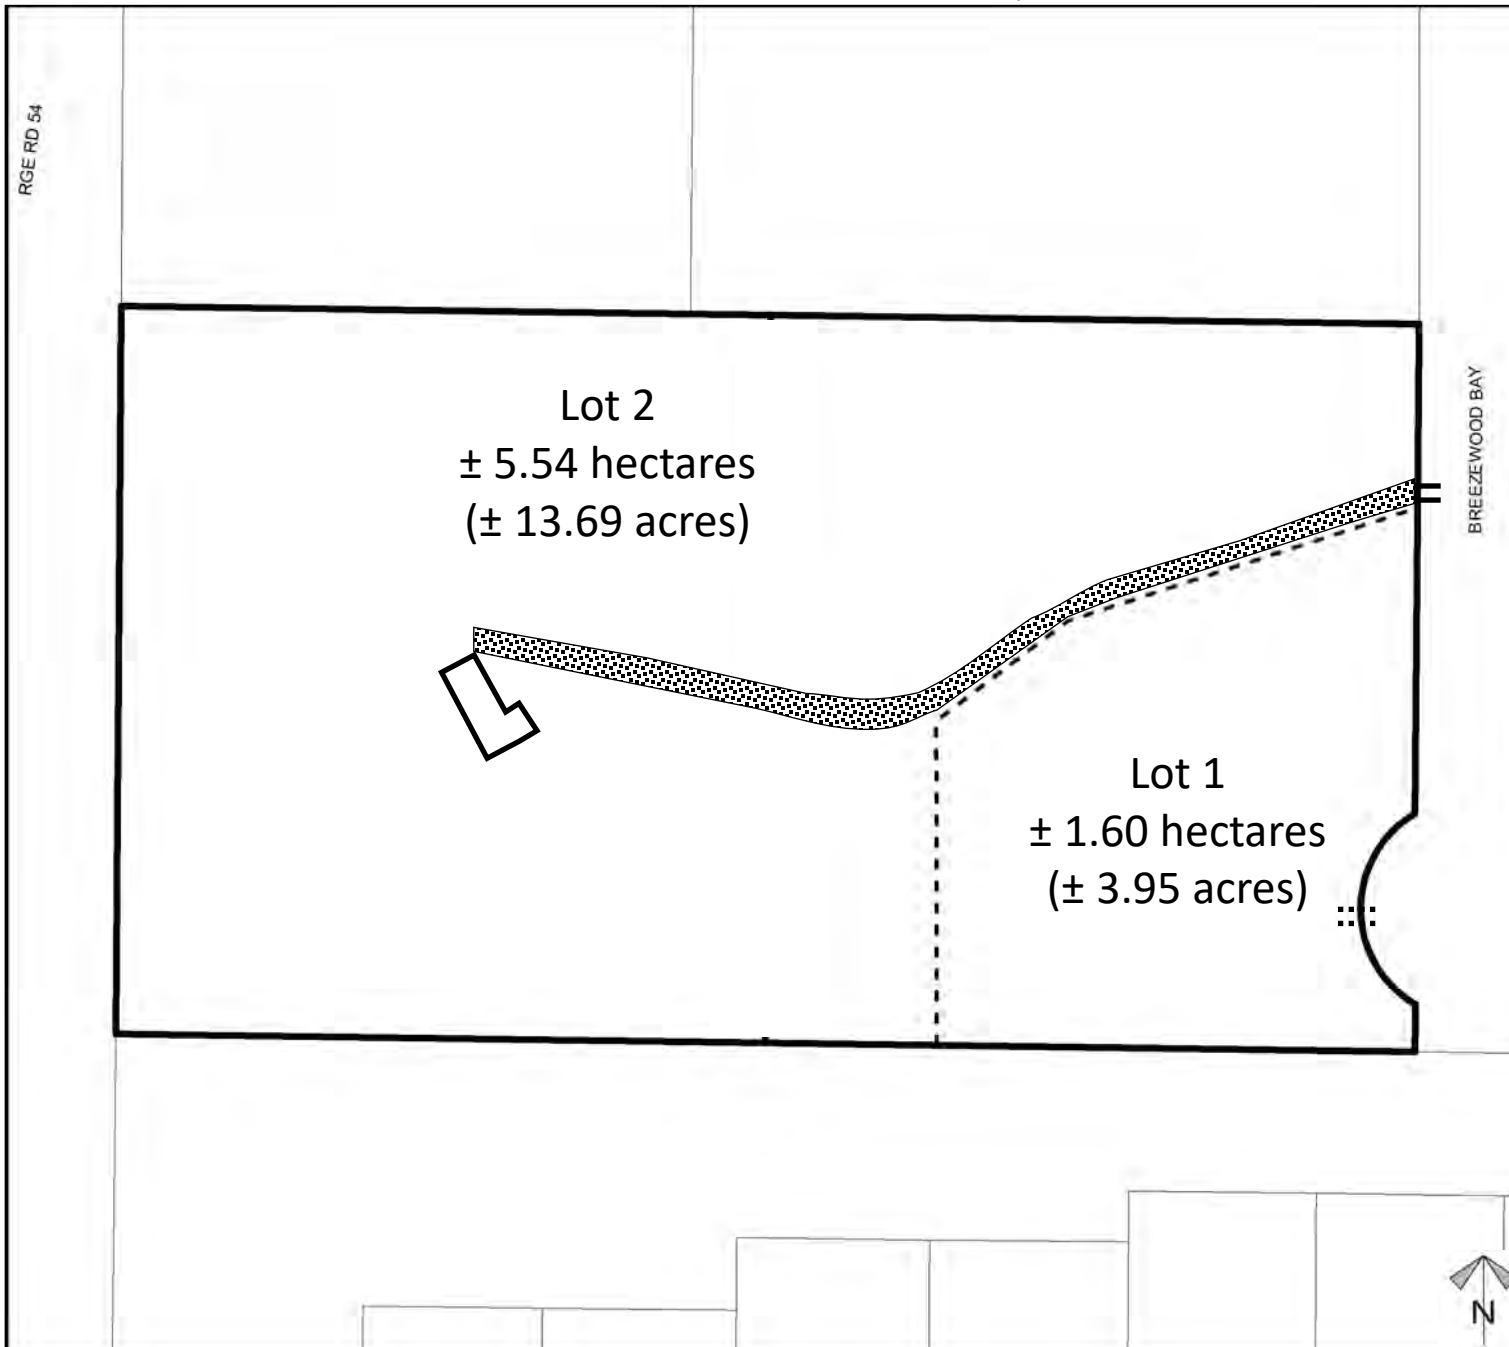 RGE RD 54
Lot 2
± 5.54 hectares
(± 13.69 acres)
BREEZEWOOD BAY
Lot 1
± 1.60 hectares
(± 3.95 acres)
N